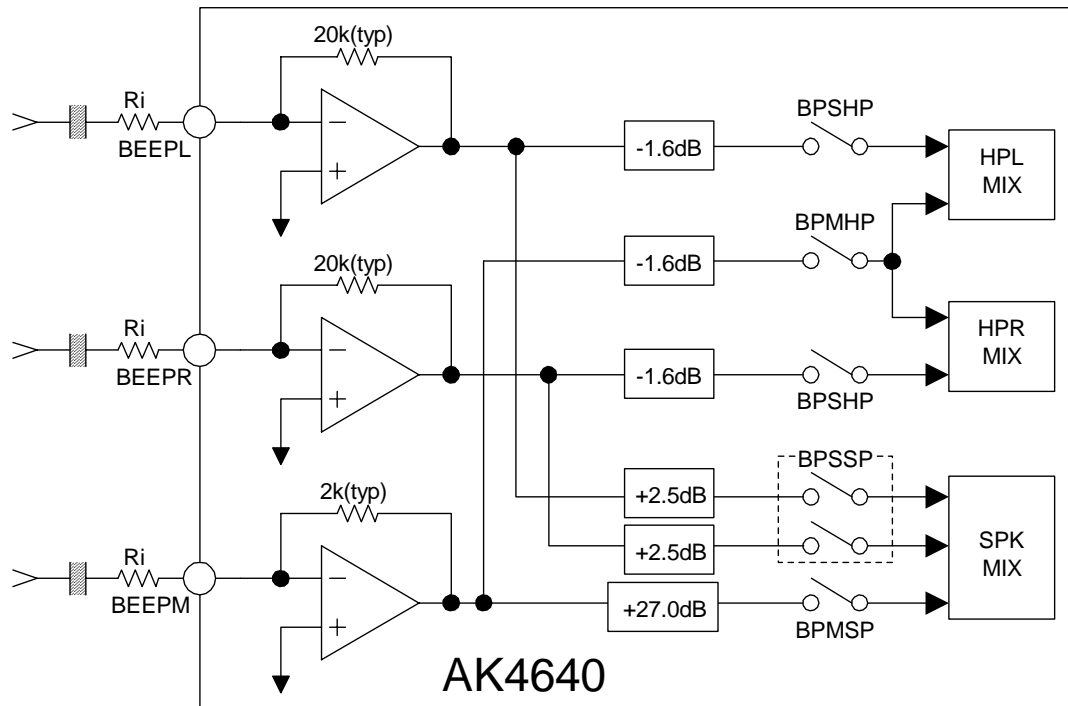 20k(typ)
Ri
BEEPL
−
+
-1.6dB
BPSHP
HPL
MIX
BPMHP
-1.6dB
20k(typ)
Ri
BEEPR
−
+
-1.6dB
BPSHP
HPR
MIX
BPSSP
+2.5dB
+2.5dB
SPK
MIX
2k(typ)
Ri
BEEPM
−
+
+27.0dB
BPMSP
AK4640